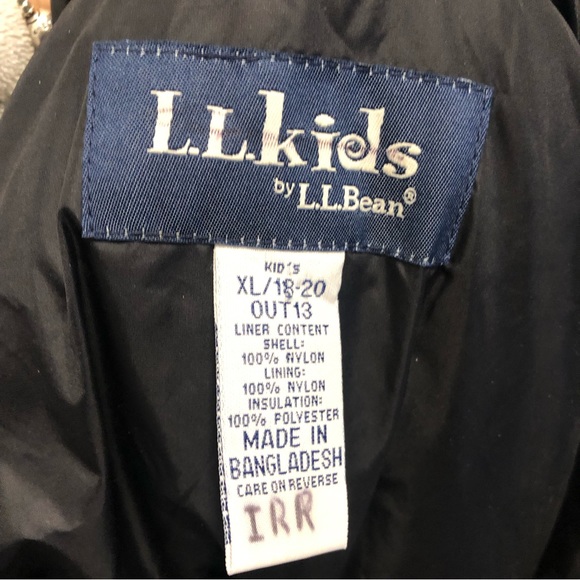 L.L.kids
by L.L.Bean®
KID'S
XL/18-20
OUT13
LINER CONTENT
SHELL:
100% NYLON
LINING:
100% NYLON
INSULATION:
100% POLYESTER
MADE IN
BANGLADESH
CARE ON REVERSE
IRR